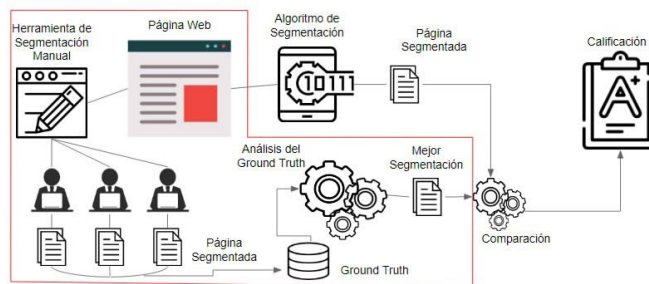 Herramienta de
Segmentación
Manual
Página Web
Algoritmo de
Segmentación
10111
Página
Segmentada
Calificación
A+
Análisis del
Ground Truth
Mejor
Segmentación
Comparación
Página
Segmentada
Ground Truth